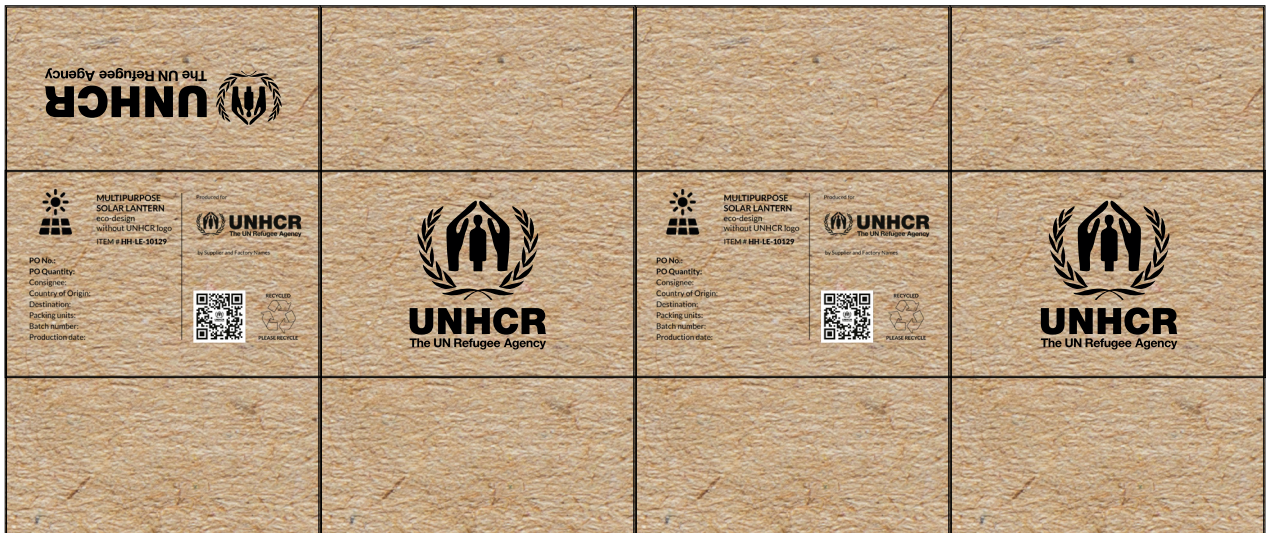 The UN Refugee Agency
UNHCR
MULTIPURPOSE
SOLAR LANTERN
eco-design
without UNHCR logo
ITEM # HH-LE-10129
PO No.:
PO Quantity:
Consignee:
Country of Origin:
Destination:
Packing units:
Batch number:
Production date:
Produced for
UNHCR
The UN Refugee Agency
by Supplier and Factory Names
RECYCLED
PLEASE RECYCLE
UNHCR
The UN Refugee Agency
MULTIPURPOSE
SOLAR LANTERN
eco-design
without UNHCR logo
ITEM # HH-LE-10129
PO No.:
PO Quantity:
Consignee:
Country of Origin:
Destination:
Packing units:
Batch number:
Production date:
Produced for
UNHCR
The UN Refugee Agency
by Supplier and Factory Names
RECYCLED
PLEASE RECYCLE
UNHCR
The UN Refugee Agency